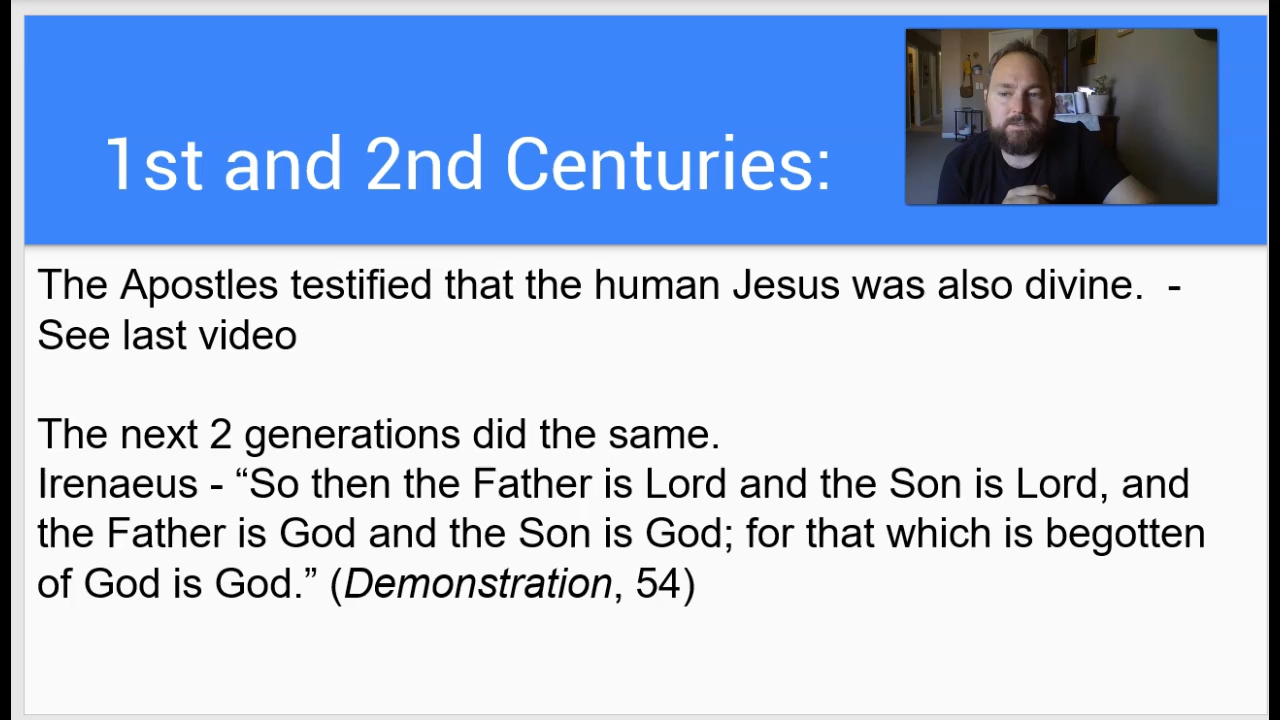 1st and 2nd Centuries:
The Apostles testified that the human Jesus was also divine.  -
See last video
The next 2 generations did the same.
Irenaeus - “So then the Father is Lord and the Son is Lord, and
the Father is God and the Son is God; for that which is begotten
of God is God.” (Demonstration, 54)